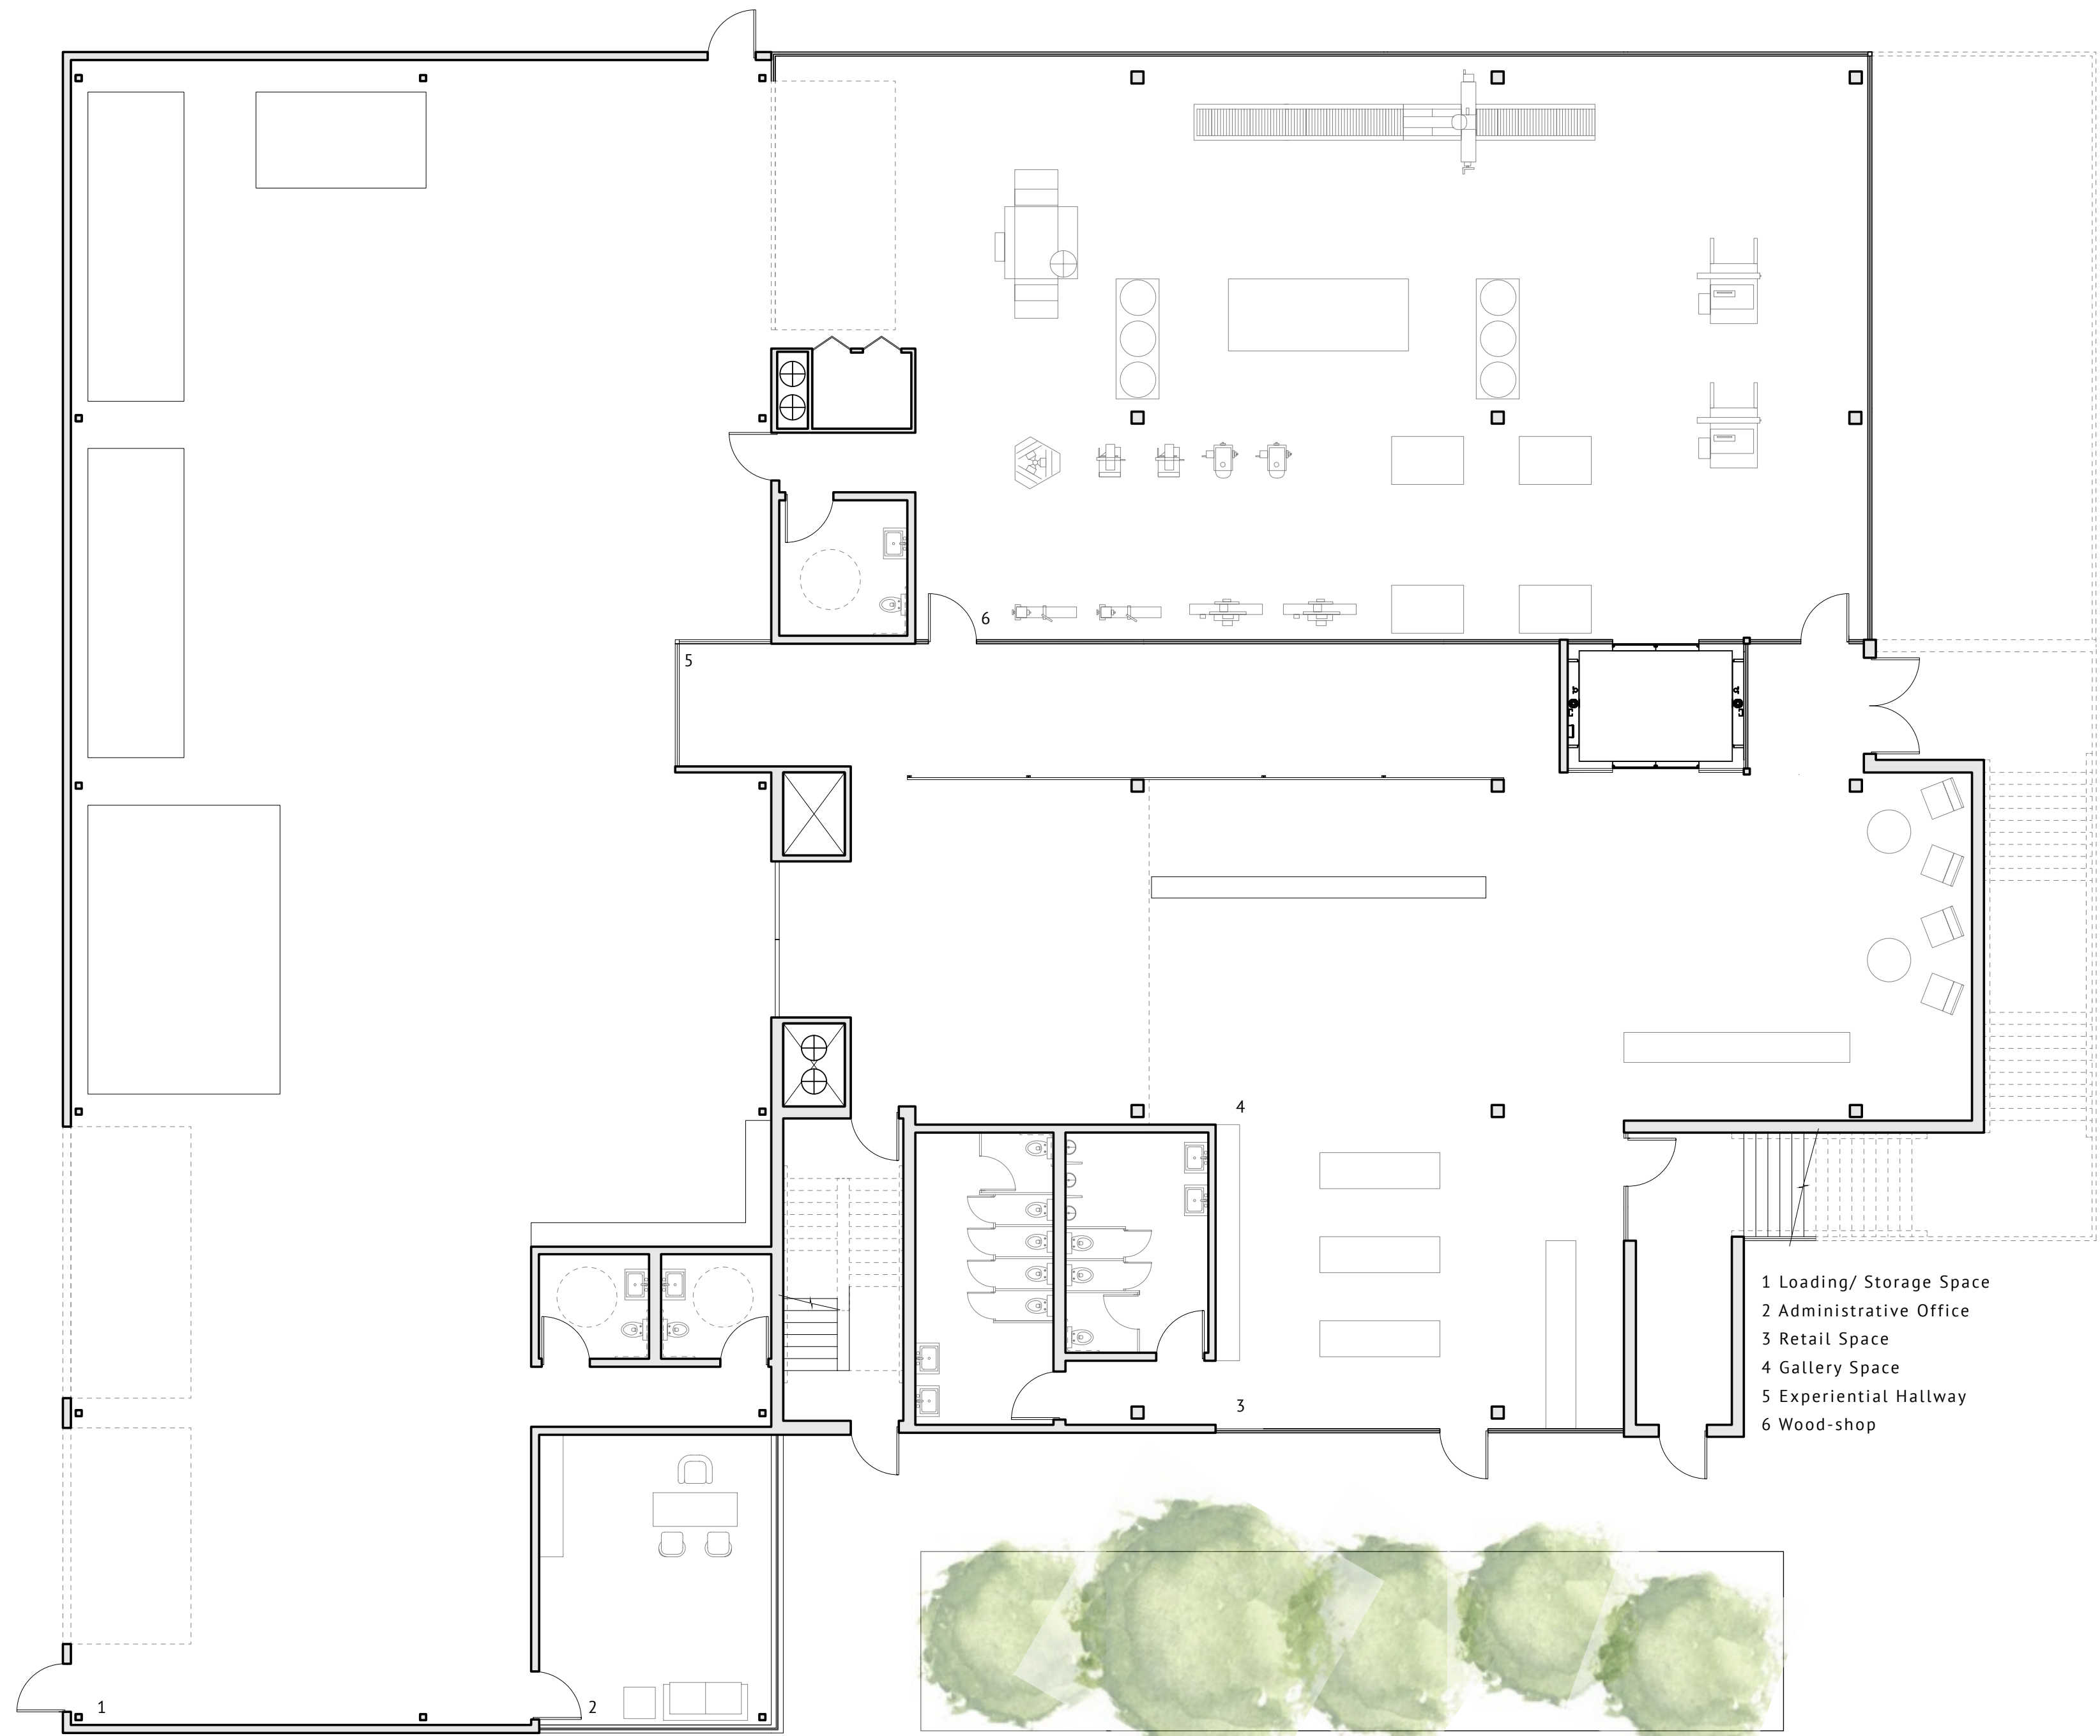 6
5
4
1 Loading/ Storage Space
2 Administrative Office
3 Retail Space
4 Gallery Space
5 Experiential Hallway
6 Wood-shop
3
1
2